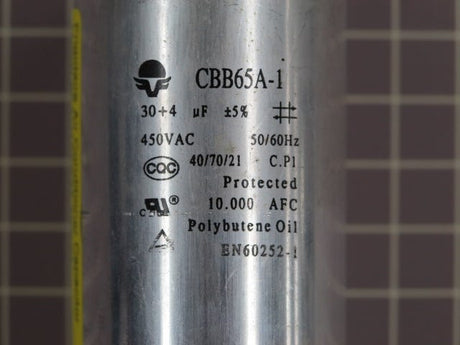 CBB65A-1
30+4 μF ±5%
450VAC 50/60Hz
CQC 40/70/21 C.P1
Protected
10.000 AFC
Polybutene Oil
EN60252-1